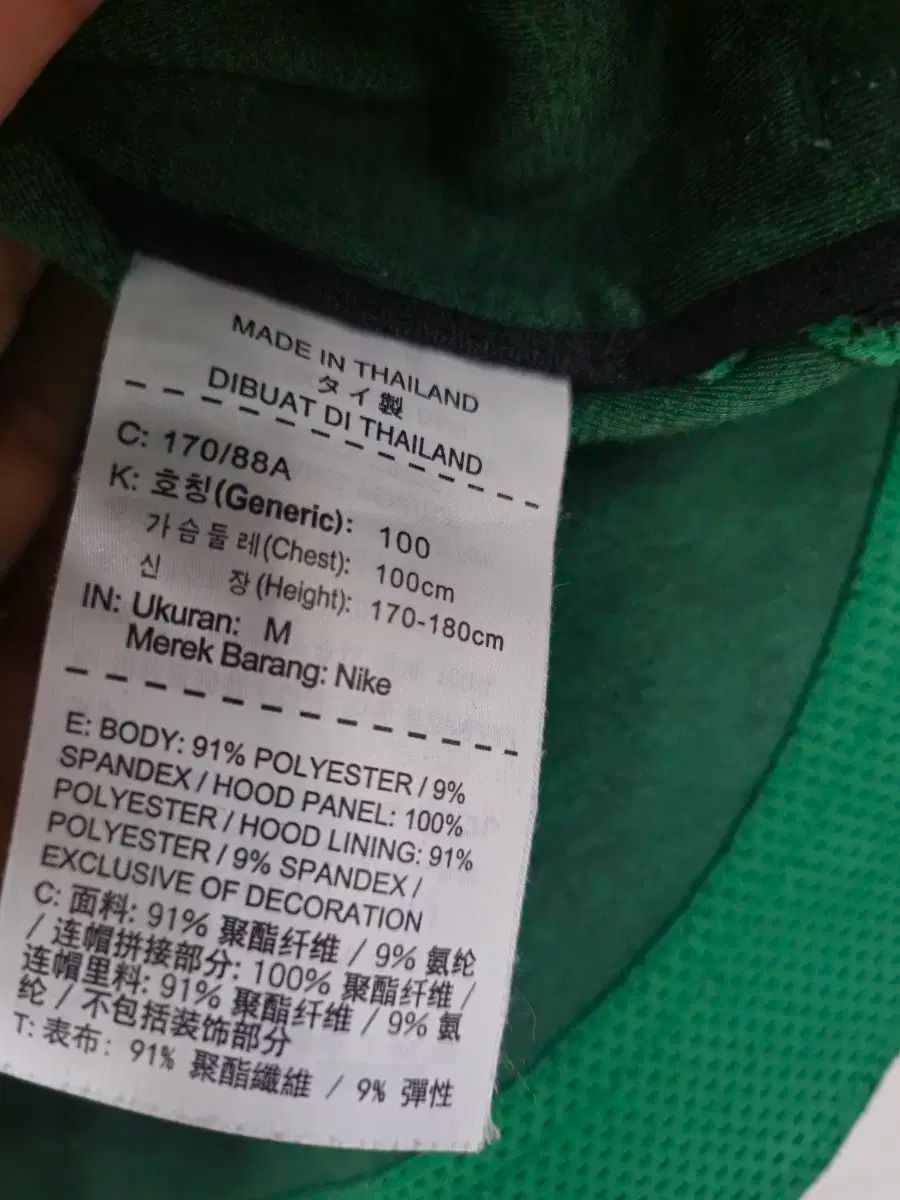 MADE IN THAILAND
タイ製
DIBUAT DI THAILAND
C: 170/88A
K: 호칭(Generic): 100
가슴둘레(Chest): 100cm
신 장(Height): 170-180cm
IN: Ukuran: M
Merek Barang: Nike
E: BODY: 91% POLYESTER / 9%
SPANDEX / HOOD PANEL: 100%
POLYESTER / HOOD LINING: 91%
POLYESTER / 9% SPANDEX /
EXCLUSIVE OF DECORATION
C: 面料: 91% 聚酯纤维 / 9% 氨纶
/ 连帽拼接部分: 100% 聚酯纤维 /
连帽里料: 91% 聚酯纤维 / 9% 氨
纶 / 不包括装饰部分
T: 表布: 91% 聚酯纖維 / 9% 彈性